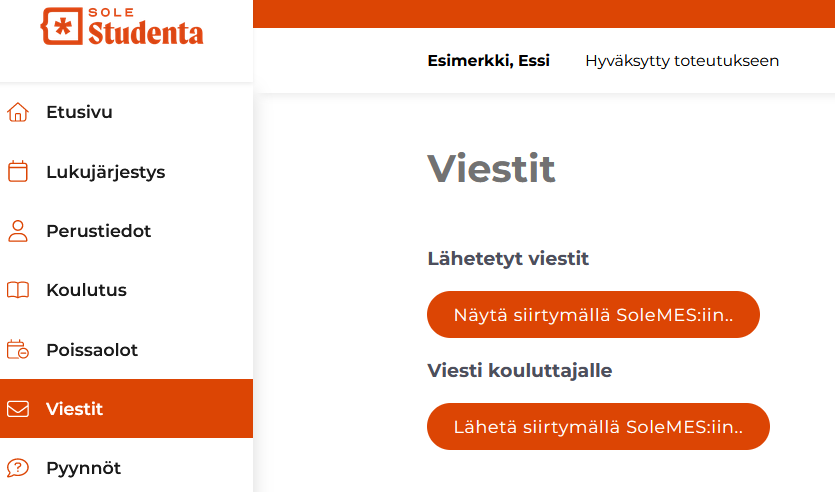 SOLE
Studenta
Esimerkki, Essi Hyväksytty toteutukseen
Etusivu
Lukujärjestys
Perustiedot
Koulutus
Poissaolot
Viestit
Pyynnöt
Viestit
Lähetetyt viestit
Näytä siirtymällä SoleMES:iin..
Viesti kouluttajalle
Lähetä siirtymällä SoleMES:iin..